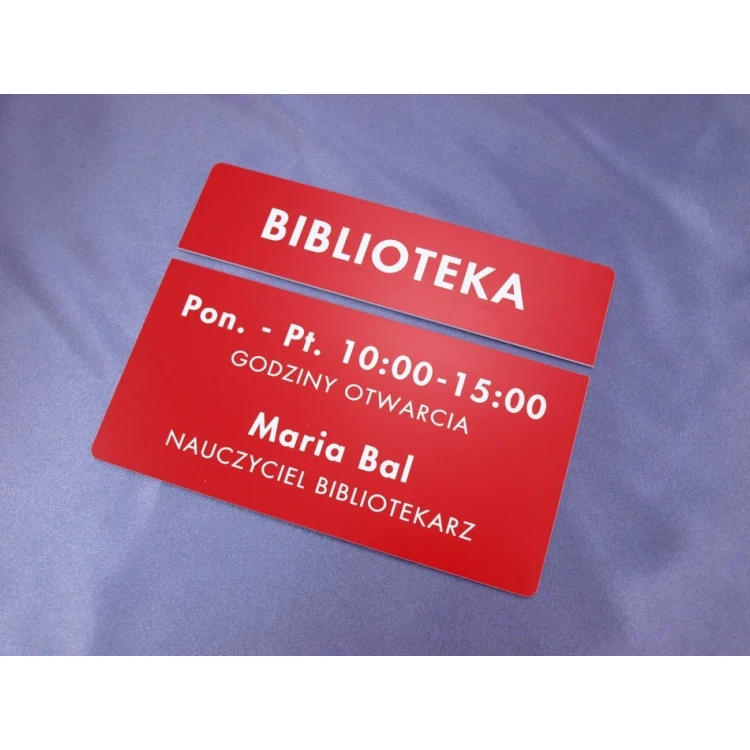 BIBLIOTEKA
Pon. - Pt. 10:00-15:00
GODZINY OTWARCIA
Maria Bal
NAUCZYCIEL BIBLIOTEKARZ